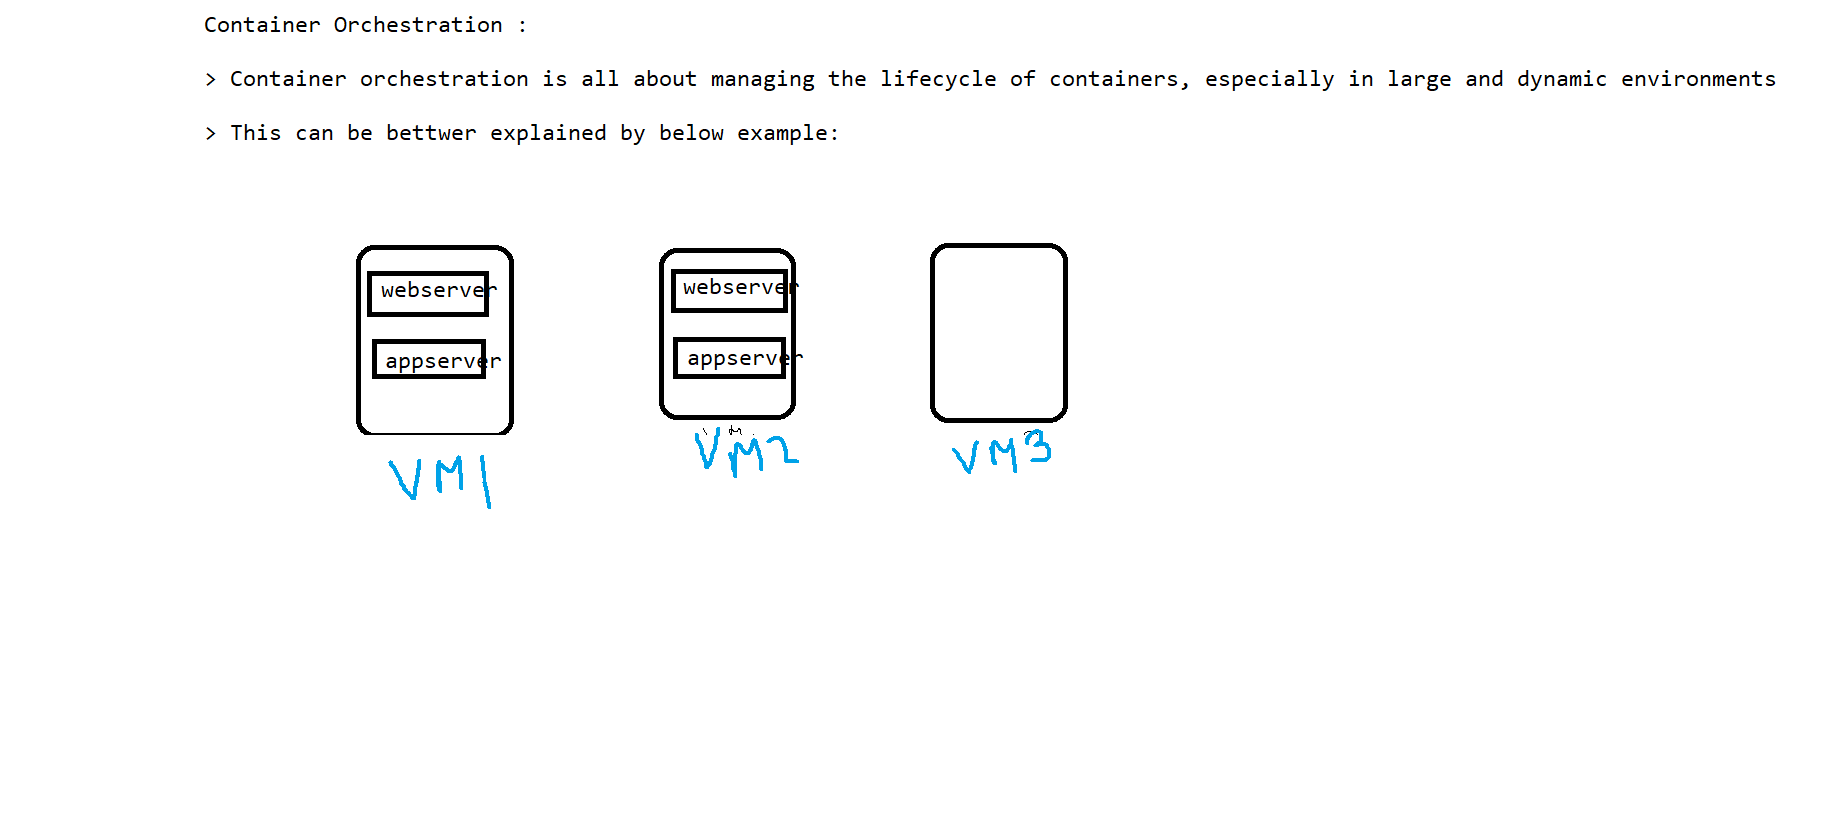 Container Orchestration :
> Container orchestration is all about managing the lifecycle of containers, especially in large and dynamic environments
> This can be bettwer explained by below example:
webserver
appserver
VM1
webserver
appserver
VM2
VM3